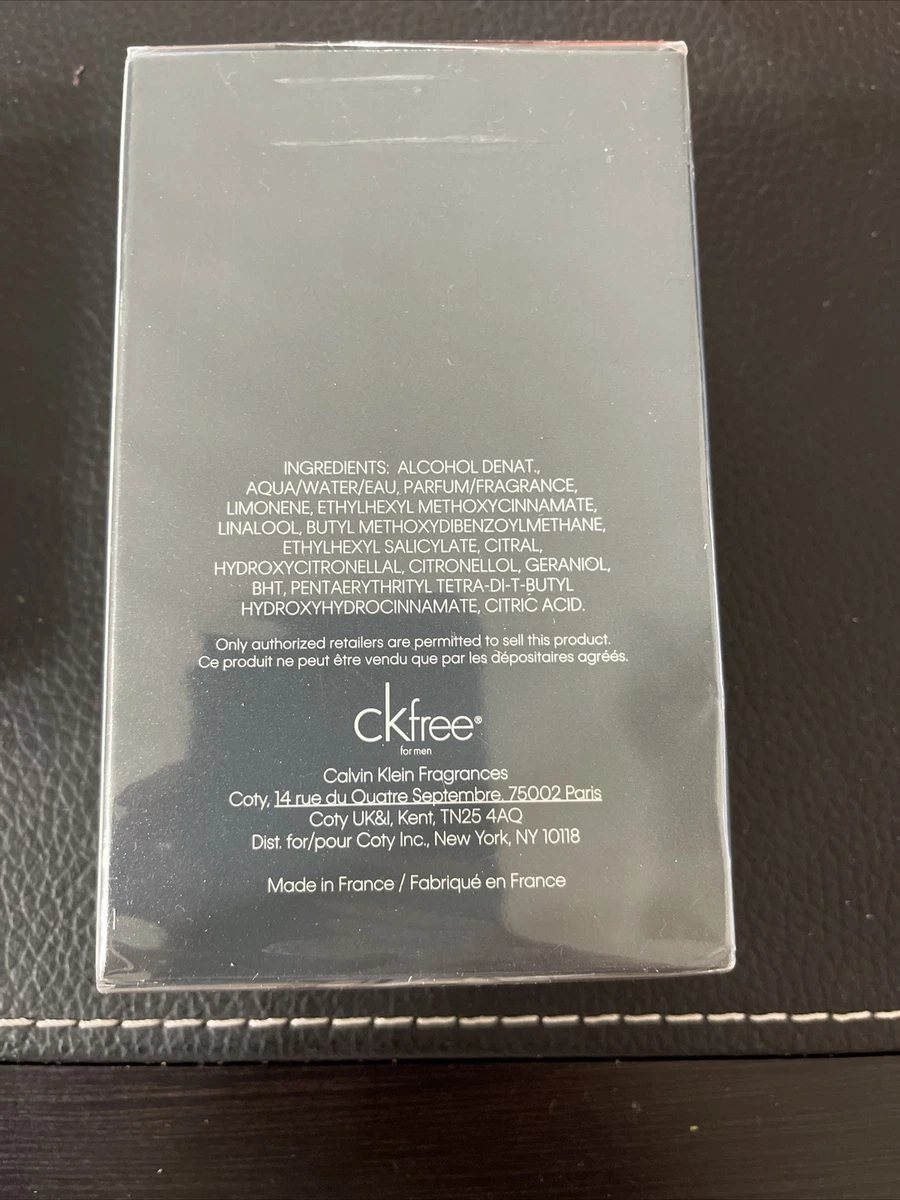 INGREDIENTS: ALCOHOL DENAT.,
AQUA/WATER/EAU, PARFUM/FRAGRANCE,
LIMONENE, ETHYLHEXYL METHOXYCINNAMATE,
LINALOOL, BUTYL METHOXYDIBENZOYLMETHANE,
ETHYLHEXYL SALICYLATE, CITRAL,
HYDROXYCITRONELLAL, CITRONELLOL, GERANIOL,
BHT, PENTAERYTHRITYL TETRA-DI-T-BUTYL
HYDROXYHYDROCINNAMATE, CITRIC ACID.
Only authorized retailers are permitted to sell this product.
Ce produit ne peut être vendu que par les dépositaires agréés.
ckfree®
for men
Calvin Klein Fragrances
Coty, 14 rue du Quatre Septembre, 75002 Paris
Coty UK&I, Kent, TN25 4AQ
Dist. for/pour Coty Inc., New York, NY 10118
Made in France / Fabriqué en France